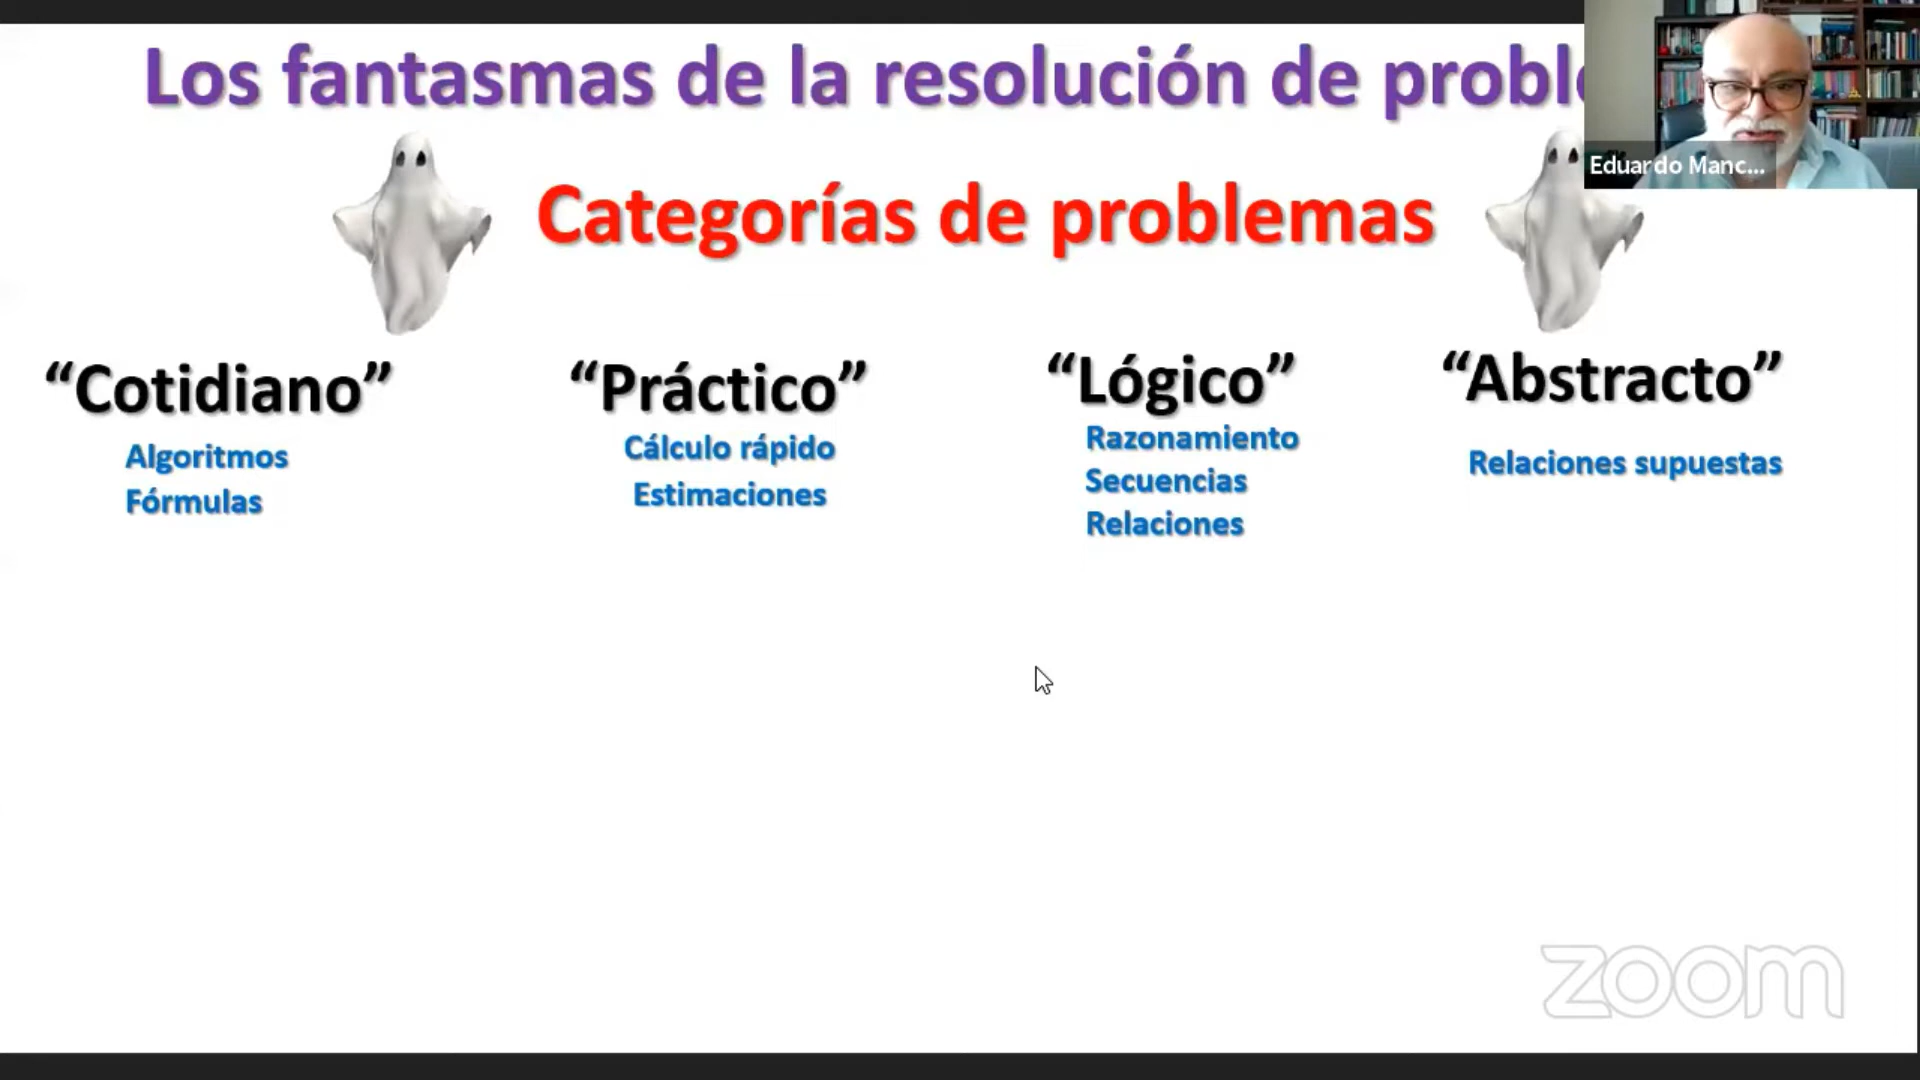 Los fantasmas de la resolución de
Eduardo Manc...
Categorías de problemas
“Cotidiano”
Algoritmos
Fórmulas
“Práctico”
Cálculo rápido
Estimaciones
“Lógico”
Razonamiento
Secuencias
Relaciones
“Abstracto”
Relaciones supuestas
zoom